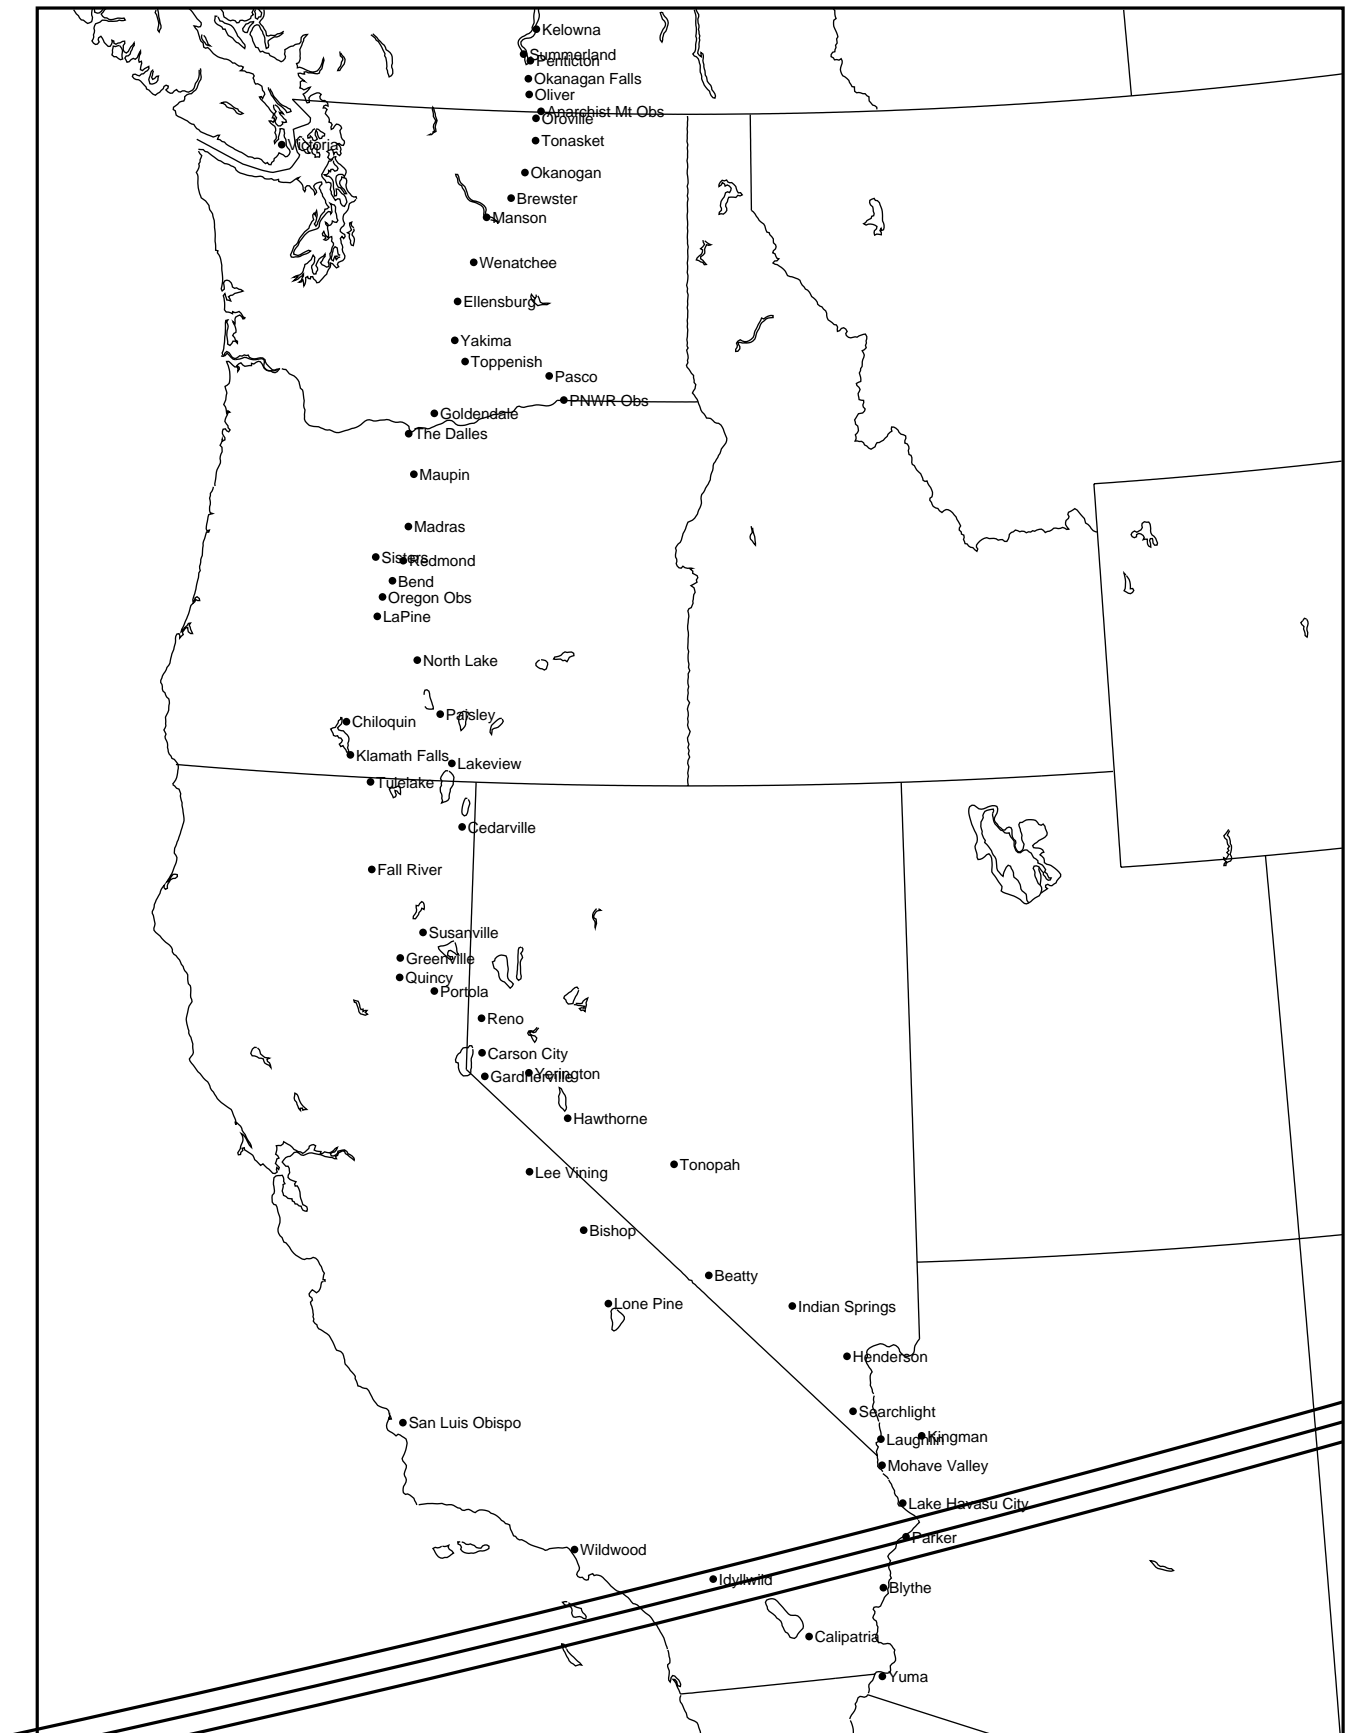 Kelowna
Summerland
Penticton
Okanagan Falls
Oliver
Anarchist Mt Obs
Oroville
Tonasket
Victoria
Okanogan
Brewster
Manson
Wenatchee
Ellensburg
Yakima
Toppenish
Pasco
PNWR Obs
Goldendale
The Dalles
Maupin
Madras
Sisters
Redmond
Bend
Oregon Obs
LaPine
North Lake
Paisley
Chiloquin
Klamath Falls
Lakeview
Tulelake
Cedarville
Fall River
Susanville
Greenville
Quincy
Portola
Reno
Carson City
Yerington
Gardnerville
Hawthorne
Tonopah
Lee Vining
Bishop
Beatty
Lone Pine
Indian Springs
Henderson
Searchlight
San Luis Obispo
Kingman
Laughlin
Mohave Valley
Lake Havasu City
Parker
Wildwood
Idyllwild
Blythe
Calipatria
Yuma